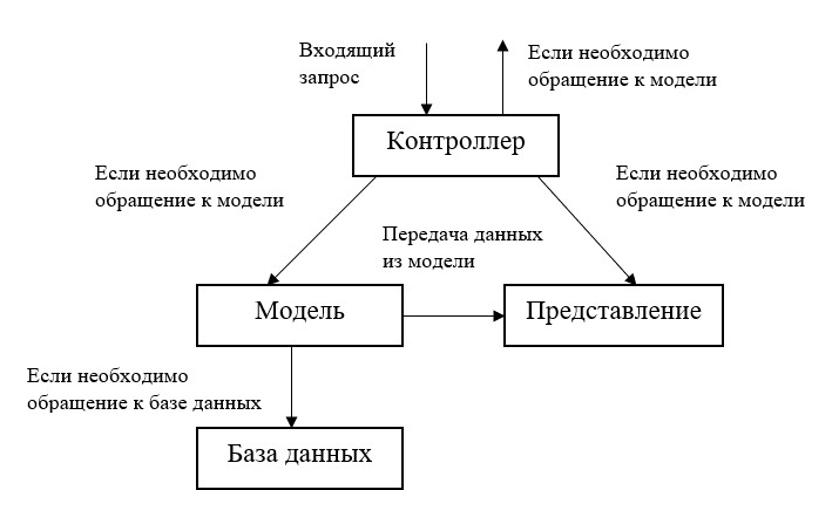 Входящий
запрос
Если необходимо
обращение к модели
Контроллер
Если необходимо
обращение к модели
Если необходимо
обращение к модели
Передача данных
из модели
Модель
Представление
Если необходимо
обращение к базе данных
База данных